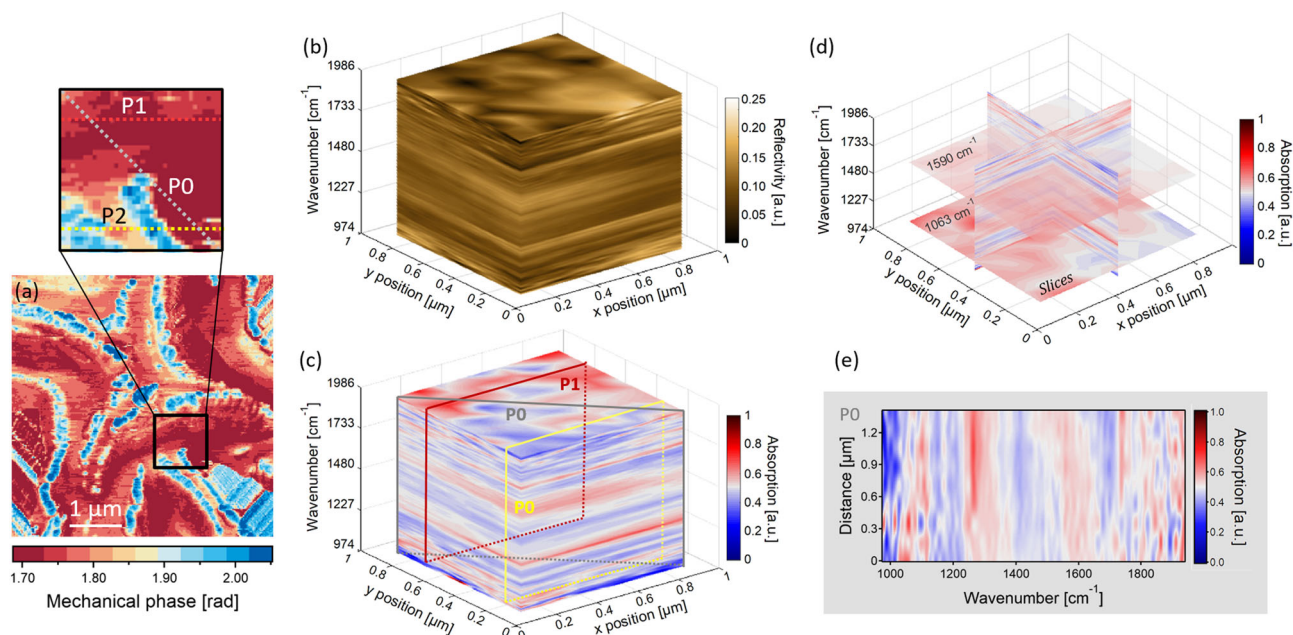 P1
P0
P2
(a)
1 μm
1.70 1.80 1.90 2.00
Mechanical phase [rad]
(b)
1986
1733
1480
1227
974
Wavenumber [cm⁻¹]
1
0.8
0.6
0.4
0.2
0
y position [μm]
0.2
0.4
0.6
0.8
1
x position [μm]
0.25
0.20
0.15
0.10
0.05
0
Reflectivity [a.u.]
(c)
P1
P0
P0
1986
1733
1480
1227
974
Wavenumber [cm⁻¹]
1
0.8
0.6
0.4
0.2
0
y position [μm]
0.2
0.4
0.6
0.8
1
x position [μm]
1
0.8
0.6
0.4
0.2
0
Absorption [a.u.]
(d)
1590 cm⁻¹
1063 cm⁻¹
Slices
1986
1733
1480
1227
974
Wavenumber [cm⁻¹]
1
0.8
0.6
0.4
0.2
0
y position [μm]
0.2
0.4
0.6
0.8
1
x position [μm]
1
0.8
0.6
0.4
0.2
0
Absorption [a.u.]
(e)
P0
1.2
0.9
0.6
0.3
0
Distance [μm]
1000 1200 1400 1600 1800
Wavenumber [cm⁻¹]
1.0
0.8
0.6
0.4
0.2
0.0
Absorption [a.u.]